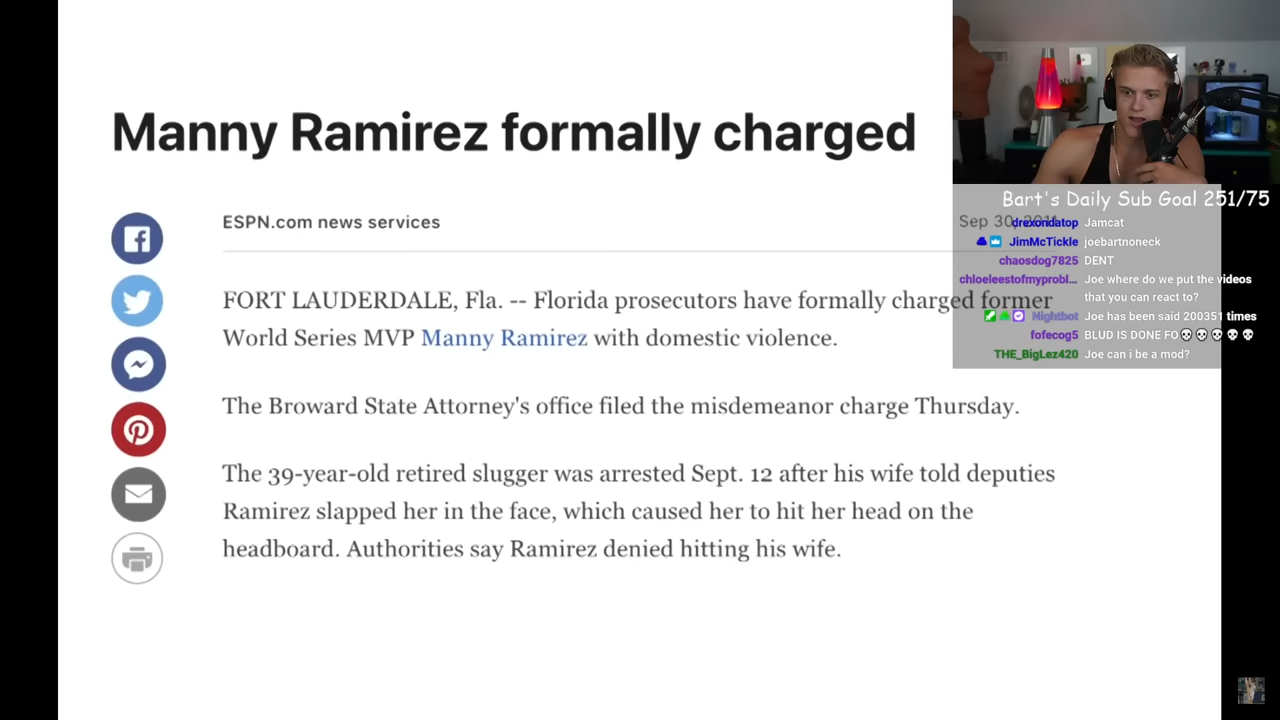 Manny Ramirez formally charged
ESPN.com news services
Sep 30, 2011
FORT LAUDERDALE, Fla. -- Florida prosecutors have formally charged former
World Series MVP Manny Ramirez with domestic violence.
The Broward State Attorney's office filed the misdemeanor charge Thursday.
The 39-year-old retired slugger was arrested Sept. 12 after his wife told deputies
Ramirez slapped her in the face, which caused her to hit her head on the
headboard. Authorities say Ramirez denied hitting his wife.
Bart's Daily Sub Goal 251/75
drexondatop Jamcat
JimMcTickle joebartnoneck
chaosdog7825 DENT
chloeleestofmyprobl... Joe where do we put the videos
that you can react to?
Nightbot Joe has been said 200351 times
fofecog5 BLUD IS DONE FO💀💀💀💀💀
THE_BigLez420 Joe can i be a mod?